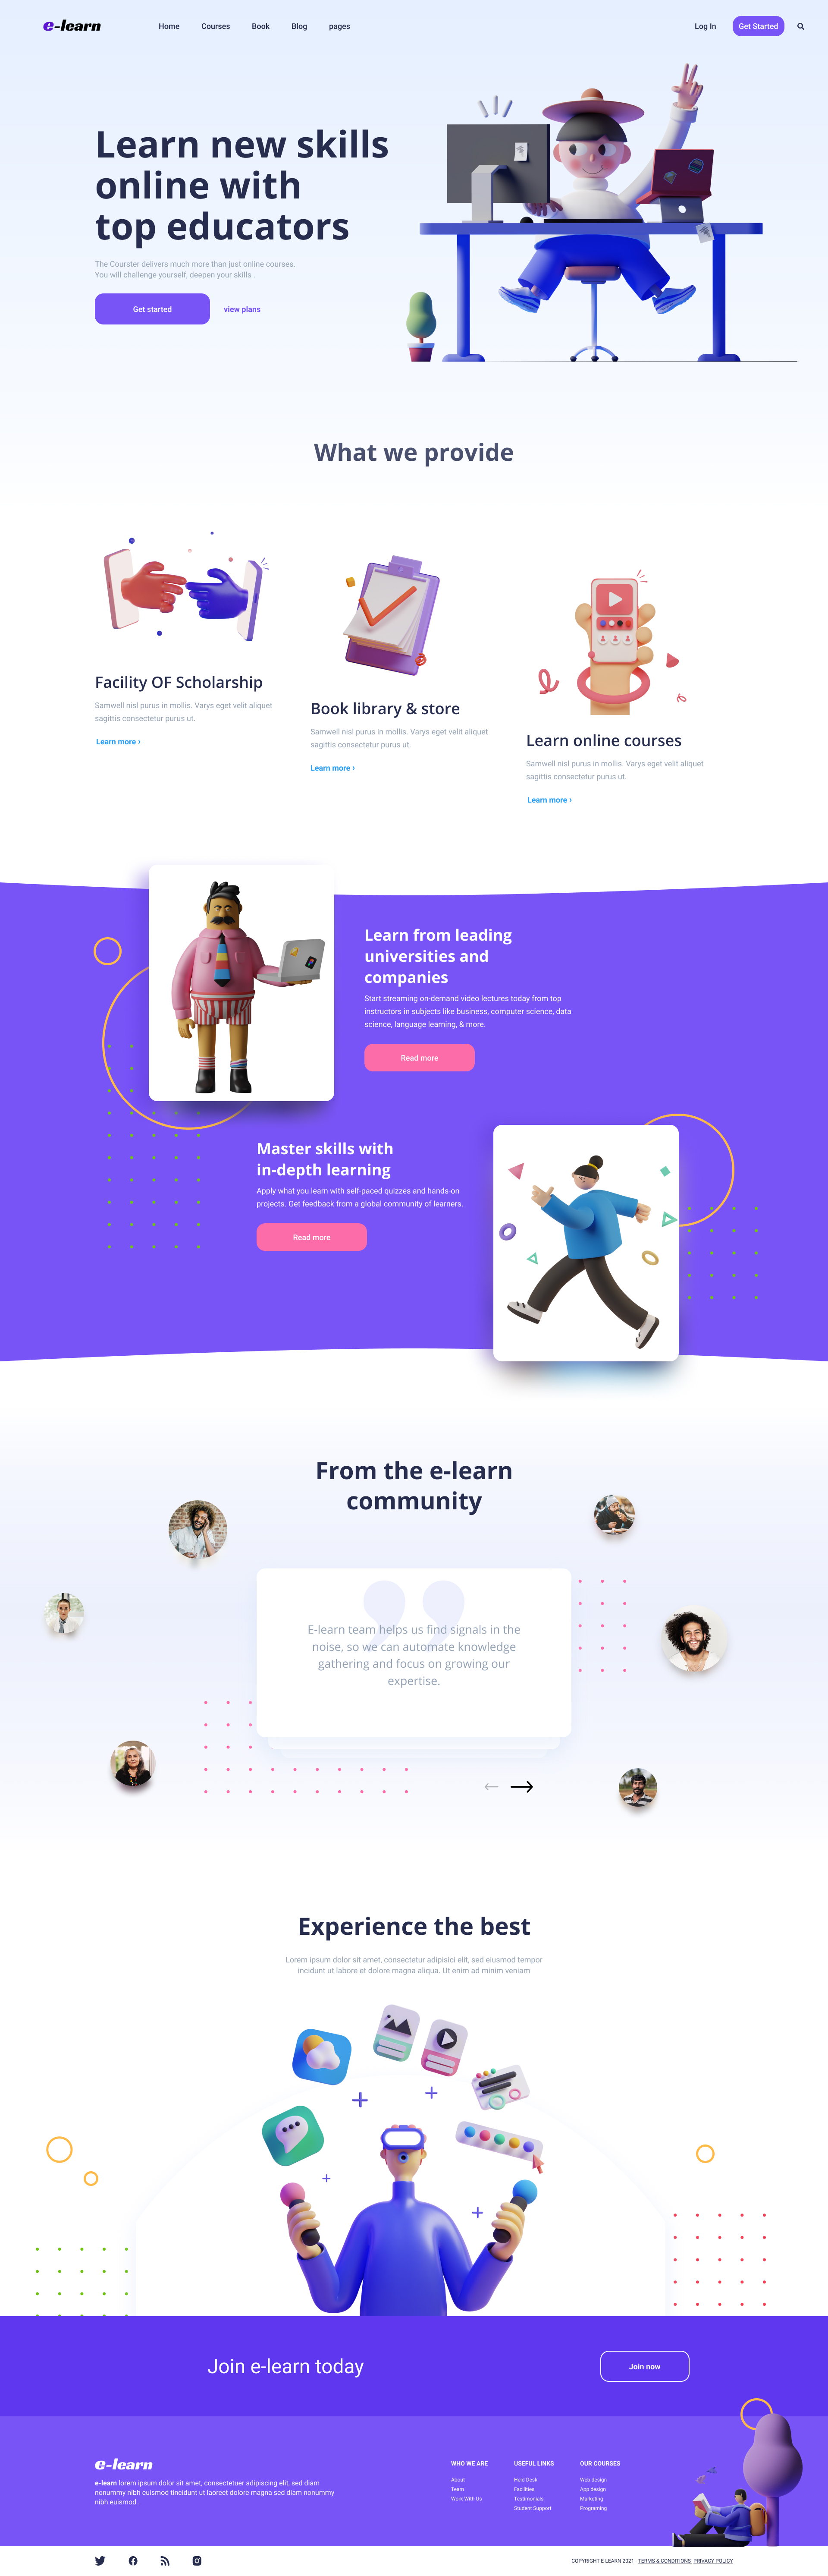 e-learn
Home
Courses
Book
Blog
pages
Log In
Get Started
Learn new skills
online with
top educators
The Courster delivers much more than just online courses.
You will challenge yourself, deepen your skills .
Get started
view plans
What we provide
Facility OF Scholarship
Samwell nisl purus in mollis. Varys eget velit aliquet
sagittis consectetur purus ut.
Learn more ›
Book library & store
Samwell nisl purus in mollis. Varys eget velit aliquet
sagittis consectetur purus ut.
Learn more ›
Learn online courses
Samwell nisl purus in mollis. Varys eget velit aliquet
sagittis consectetur purus ut.
Learn more ›
Learn from leading
universities and
companies
Start streaming on-demand video lectures today from top
instructors in subjects like business, computer science, data
science, language learning, & more.
Read more
Master skills with
in-depth learning
Apply what you learn with self-paced quizzes and hands-on
projects. Get feedback from a global community of learners.
Read more
From the e-learn
community
E-learn team helps us find signals in the
noise, so we can automate knowledge
gathering and focus on growing our
expertise.
Experience the best
Lorem ipsum dolor sit amet, consectetur adipisici elit, sed eiusmod tempor
incidunt ut labore et dolore magna aliqua. Ut enim ad minim veniam
Join e-learn today
Join now
e-learn
e-learn lorem ipsum dolor sit amet, consectetuer adipiscing elit, sed diam
nonummy nibh euismod tincidunt ut laoreet dolore magna sed diam nonummy
nibh euismod .
WHO WE ARE
About
Team
Work With Us
USEFUL LINKS
Held Desk
Facilities
Testimonials
Student Support
OUR COURSES
Web design
App design
Marketing
Programing
COPYRIGHT E-LEARN 2021 - TERMS & CONDITIONS PRIVACY POLICY